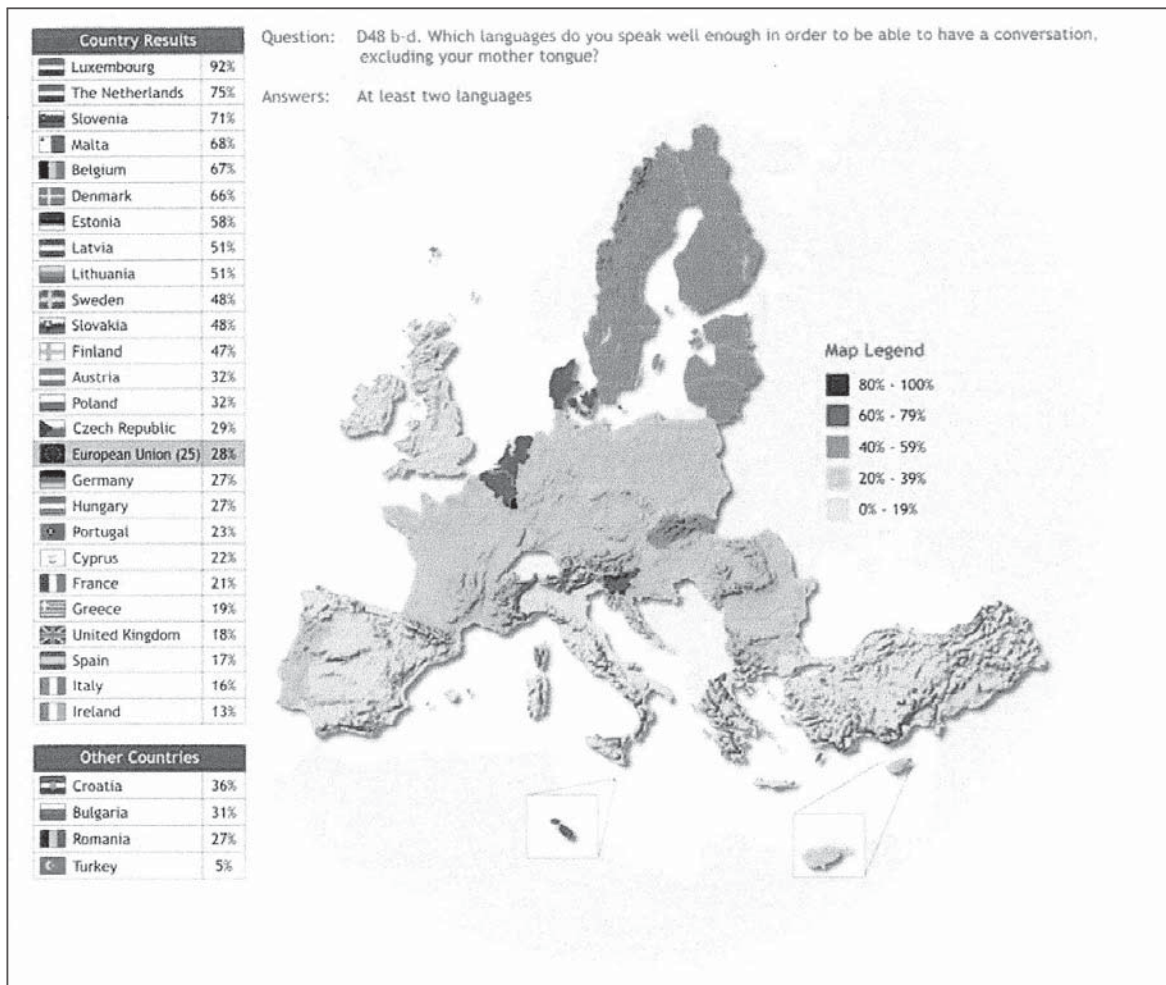 Country Results
Luxembourg 92%
The Netherlands 75%
Slovenia 71%
Malta 68%
Belgium 67%
Denmark 66%
Estonia 58%
Latvia 51%
Lithuania 51%
Sweden 48%
Slovakia 48%
Finland 47%
Austria 32%
Poland 32%
Czech Republic 29%
European Union (25) 28%
Germany 27%
Hungary 27%
Portugal 23%
Cyprus 22%
France 21%
Greece 19%
United Kingdom 18%
Spain 17%
Italy 16%
Ireland 13%
Other Countries
Croatia 36%
Bulgaria 31%
Romania 27%
Turkey 5%
Question: D48 b-d. Which languages do you speak well enough in order to be able to have a conversation,
excluding your mother tongue?
Answers: At least two languages
Map Legend
80% - 100%
60% - 79%
40% - 59%
20% - 39%
0% - 19%